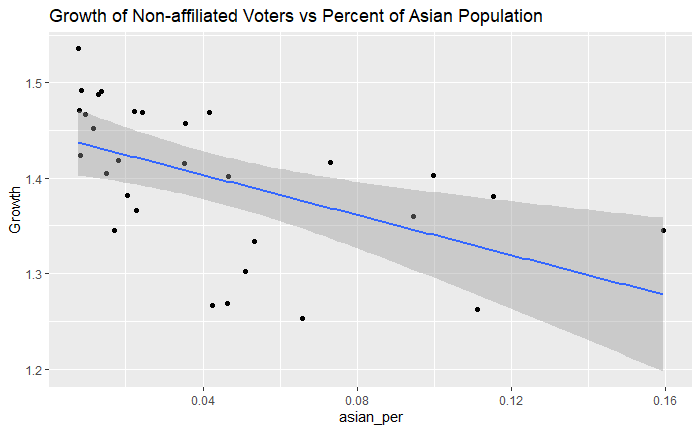 Growth of Non-affiliated Voters vs Percent of Asian Population
1.5
1.4
1.3
1.2
Growth
0.04
0.08
0.12
0.16
asian_per